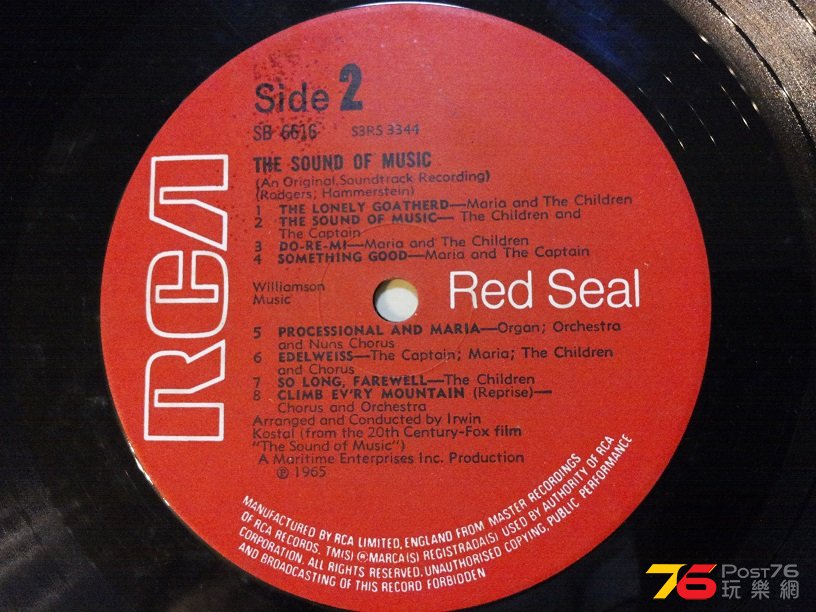 RCA
Side 2
SB 6616 S3RS 3344
THE SOUND OF MUSIC
(An Original Soundtrack Recording)
(Rodgers; Hammerstein)
1 THE LONELY GOATHERD—Maria and The Children
2 THE SOUND OF MUSIC—The Children and
The Captain
3 DO-RE-MI—Maria and The Children
4 SOMETHING GOOD—Maria and The Captain
Williamson
Music
Red Seal
5 PROCESSIONAL AND MARIA—Organ; Orchestra
and Nuns Chorus
6 EDELWEISS—The Captain; Maria; The Children
and Chorus
7 SO LONG, FAREWELL—The Children
8 CLIMB EV'RY MOUNTAIN (Reprise)—
Chorus and Orchestra
Arranged and Conducted by Irwin
Kostal (from the 20th Century-Fox film
"The Sound of Music")
A Maritime Enterprises Inc. Production
℗ 1965
MANUFACTURED BY RCA LIMITED, ENGLAND FROM MASTER RECORDINGS
OF RCA RECORDS. TM(S) ® MARCA(S) REGISTRADA(S) USED BY AUTHORITY OF RCA
CORPORATION. ALL RIGHTS RESERVED. UNAUTHORISED COPYING, PUBLIC PERFORMANCE
AND BROADCASTING OF THIS RECORD FORBIDDEN
76 POST76
玩樂網